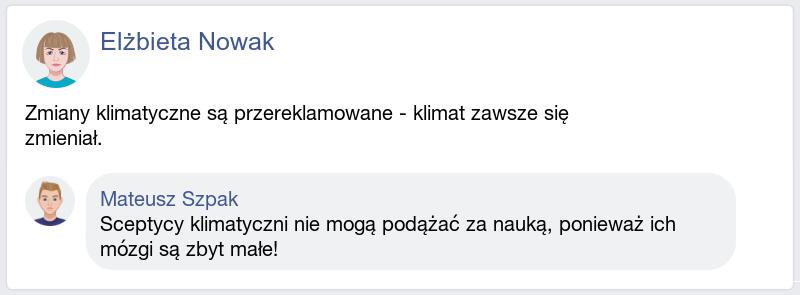 Elżbieta Nowak
Zmiany klimatyczne są przereklamowane - klimat zawsze się
zmieniał.
Mateusz Szpak
Sceptycy klimatyczni nie mogą podążać za nauką, ponieważ ich
mózgi są zbyt małe!